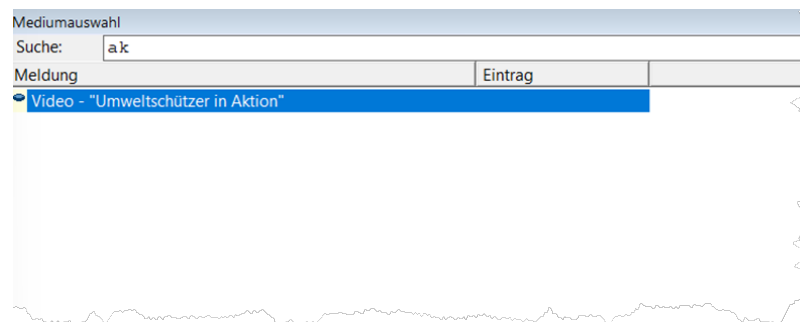 Mediumauswahl
Suche: ak
Meldung Eintrag
Video - "Umweltschützer in Aktion"